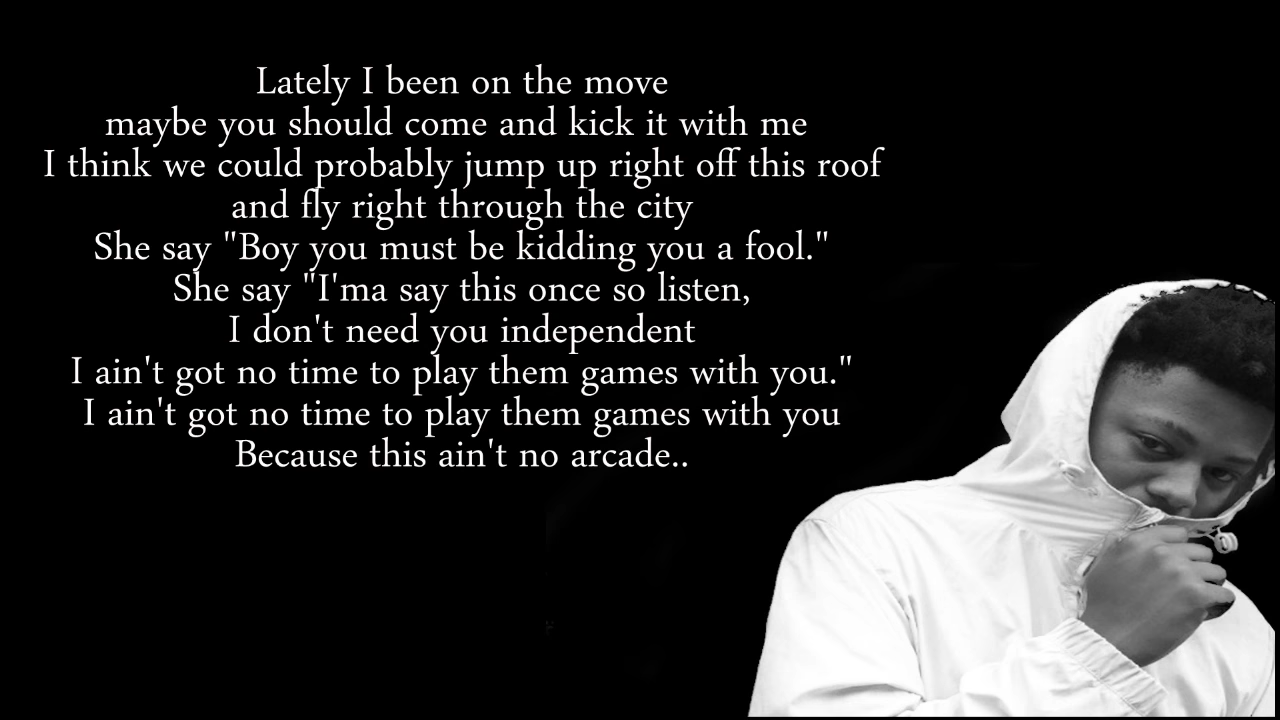 Lately I been on the move
maybe you should come and kick it with me
I think we could probably jump up right off this roof
and fly right through the city
She say "Boy you must be kidding you a fool."
She say "I'ma say this once so listen,
I don't need you independent
I ain't got no time to play them games with you."
I ain't got no time to play them games with you
Because this ain't no arcade..